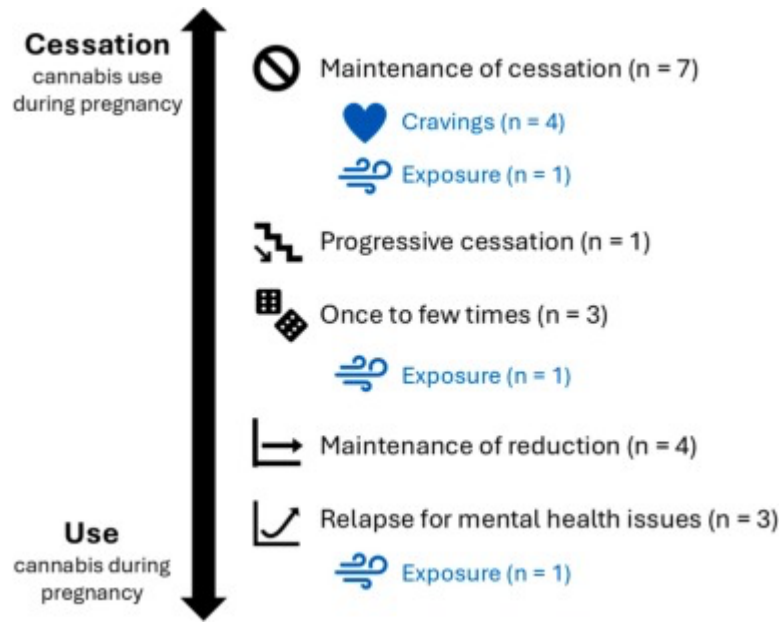 Cessation
cannabis use
during pregnancy
Maintenance of cessation (n = 7)
Cravings (n = 4)
Exposure (n = 1)
Progressive cessation (n = 1)
Once to few times (n = 3)
Exposure (n = 1)
Maintenance of reduction (n = 4)
Use
cannabis during
pregnancy
Relapse for mental health issues (n = 3)
Exposure (n = 1)